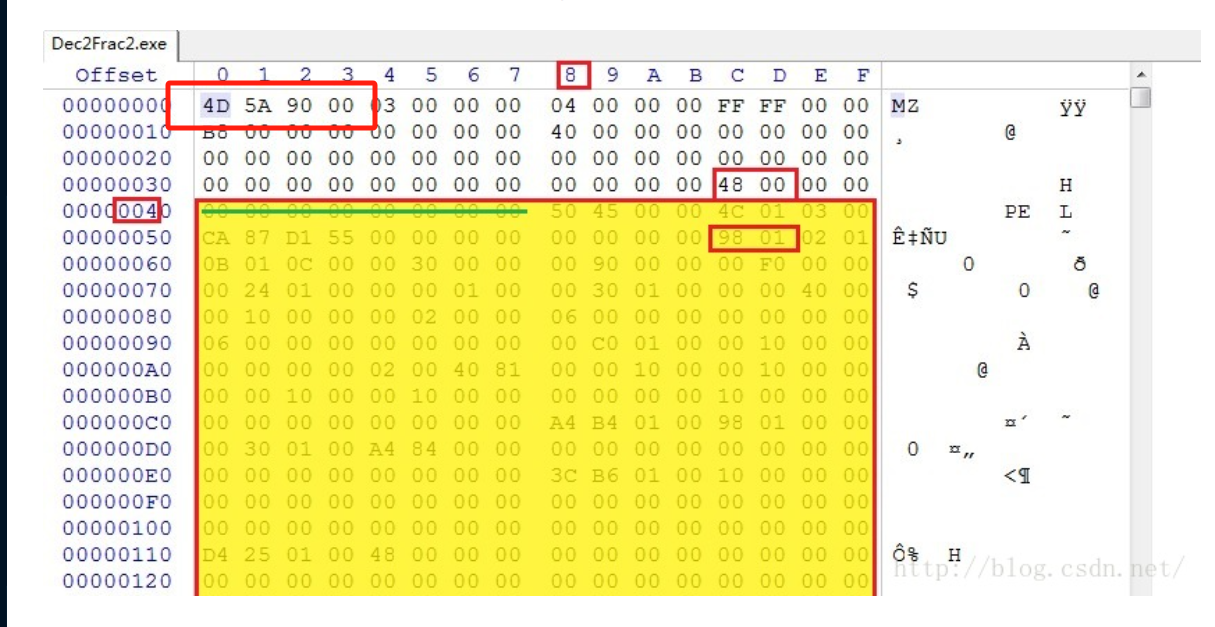 Dec2Frac2.exe
Offset 0 1 2 3 4 5 6 7 8 9 A B C D E F
00000000 4D 5A 90 00 03 00 00 00 04 00 00 00 FF FF 00 00 MZ ÿÿ
00000010 B8 00 00 00 00 00 00 00 40 00 00 00 00 00 00 00 ¸ @
00000020 00 00 00 00 00 00 00 00 00 00 00 00 00 00 00 00
00000030 00 00 00 00 00 00 00 00 00 00 00 00 48 00 00 00 H
00000040 00 00 00 00 00 00 00 00 50 45 00 00 4C 01 03 00 PE L
00000050 CA 87 D1 55 00 00 00 00 00 00 00 00 98 01 02 01 Ê‡ÑU ˜
00000060 0B 01 0C 00 00 30 00 00 00 90 00 00 00 F0 00 00 0 ð
00000070 00 24 01 00 00 00 01 00 00 30 01 00 00 00 40 00 $ 0 @
00000080 00 10 00 00 00 02 00 00 06 00 00 00 00 00 00 00
00000090 06 00 00 00 00 00 00 00 00 C0 01 00 00 10 00 00 À
000000A0 00 00 00 00 02 00 40 81 00 00 10 00 00 10 00 00 @
000000B0 00 00 10 00 00 10 00 00 00 00 00 00 10 00 00 00
000000C0 00 00 00 00 00 00 00 00 A4 B4 01 00 98 01 00 00 ¤´ ˜
000000D0 00 30 01 00 A4 84 00 00 00 00 00 00 00 00 00 00 0 ¤„
000000E0 00 00 00 00 00 00 00 00 3C B6 01 00 10 00 00 00 <¶
000000F0 00 00 00 00 00 00 00 00 00 00 00 00 00 00 00 00
00000100 00 00 00 00 00 00 00 00 00 00 00 00 00 00 00 00
00000110 D4 25 01 00 48 00 00 00 00 00 00 00 00 00 00 00 Ô% H
http://blog.csdn.net/
00000120 00 00 00 00 00 00 00 00 00 00 00 00 00 00 00 00